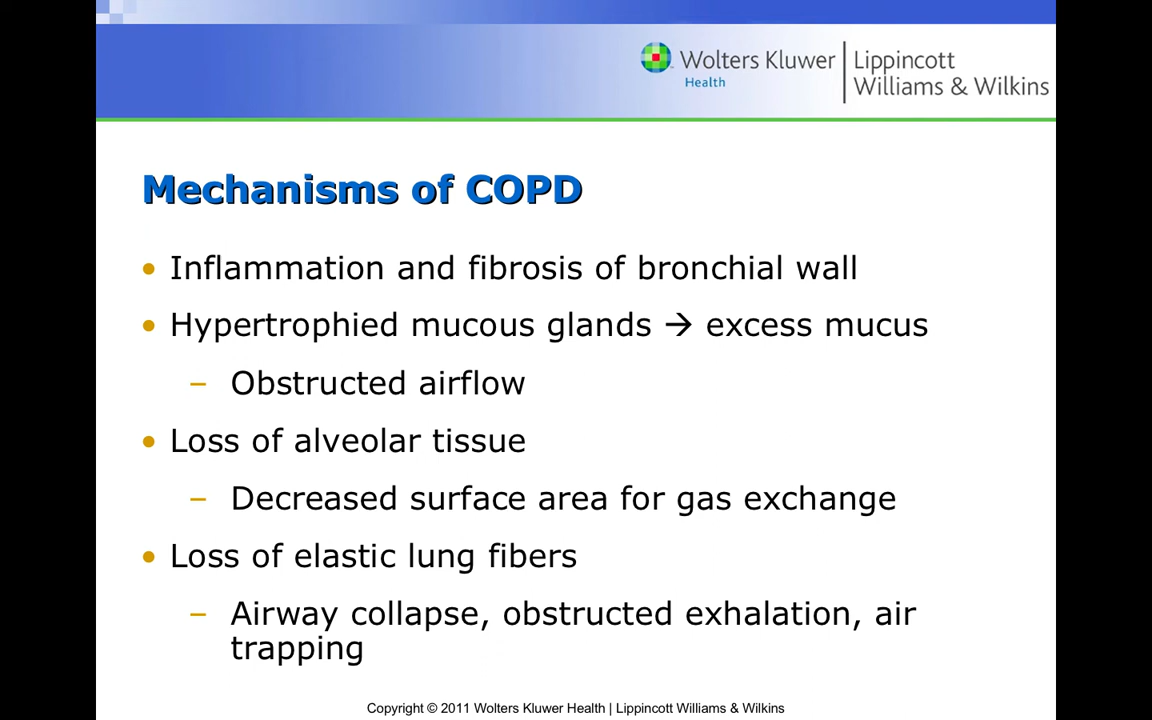 Wolters Kluwer
Health
Lippincott
Williams & Wilkins
Mechanisms of COPD
• Inflammation and fibrosis of bronchial wall
• Hypertrophied mucous glands → excess mucus
– Obstructed airflow
• Loss of alveolar tissue
– Decreased surface area for gas exchange
• Loss of elastic lung fibers
– Airway collapse, obstructed exhalation, air
trapping
Copyright © 2011 Wolters Kluwer Health | Lippincott Williams & Wilkins